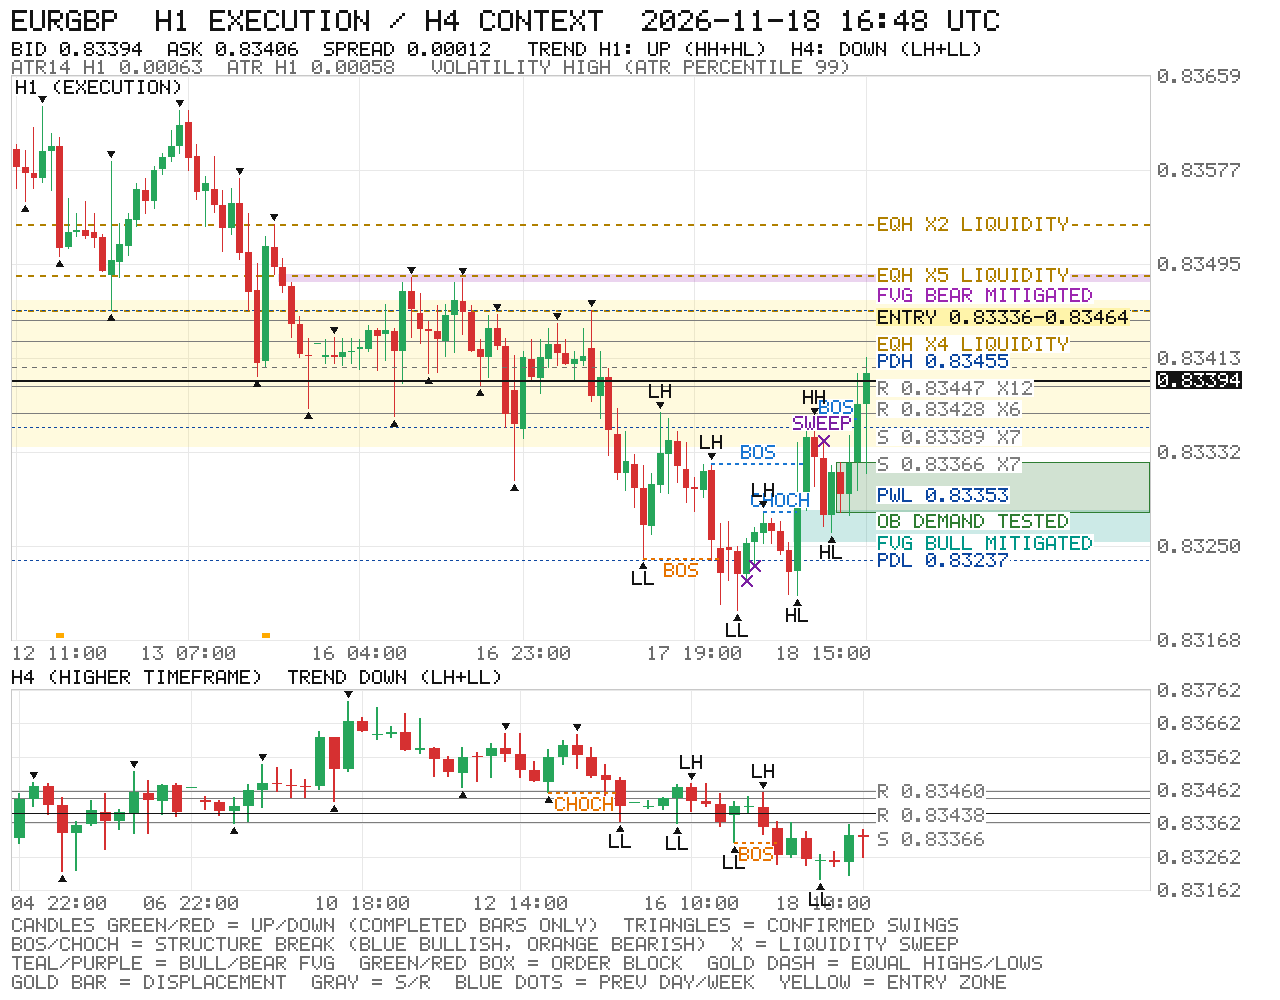 EURGBP  H1 EXECUTION / H4 CONTEXT  2026-11-18 16:48 UTC
BID 0.83394  ASK 0.83406  SPREAD 0.00012   TREND H1: UP (HH+HL)  H4: DOWN (LH+LL)
ATR14 H1 0.00063  ATR H1 0.00058   VOLATILITY HIGH (ATR PERCENTILE 99)
H1 (EXECUTION)
0.83659
0.83577
EQH X2 LIQUIDITY
0.83495
EQH X5 LIQUIDITY
FVG BEAR MITIGATED
ENTRY 0.83336-0.83464
EQH X4 LIQUIDITY
0.83413
PDH 0.83455
0.83394
R 0.83447 X12
LH
HH
BOS
R 0.83428 X6
SWEEP
S 0.83389 X7
LH
BOS
0.83332
S 0.83366 X7
LH
CHOCH
PWL 0.83353
OB DEMAND TESTED
FVG BULL MITIGATED
0.83250
HL
PDL 0.83237
LL
BOS
HL
LL
0.83168
12 11:00
13 07:00
16 04:00
16 23:00
17 19:00
18 15:00
H4 (HIGHER TIMEFRAME)  TREND DOWN (LH+LL)
0.83762
0.83662
0.83562
LH
LH
0.83462
R 0.83460
CHOCH
R 0.83438
0.83362
LL
LL
S 0.83366
LL
BOS
0.83262
0.83162
LL
04 22:00
06 22:00
10 18:00
12 14:00
16 10:00
CANDLES GREEN/RED = UP/DOWN (COMPLETED BARS ONLY)  TRIANGLES = CONFIRMED SWINGS
BOS/CHOCH = STRUCTURE BREAK (BLUE BULLISH, ORANGE BEARISH)  X = LIQUIDITY SWEEP
TEAL/PURPLE = BULL/BEAR FVG  GREEN/RED BOX = ORDER BLOCK  GOLD DASH = EQUAL HIGHS/LOWS
GOLD BAR = DISPLACEMENT  GRAY = S/R  BLUE DOTS = PREV DAY/WEEK  YELLOW = ENTRY ZONE